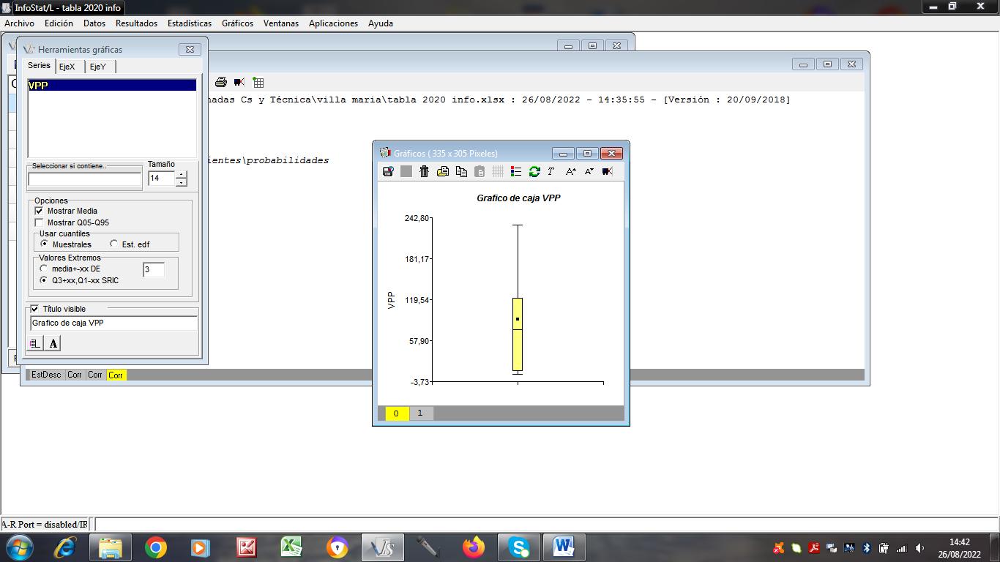 InfoStat/L - tabla 2020 info
Archivo Edición Datos Resultados Estadísticas Gráficos Ventanas Aplicaciones Ayuda
Herramientas gráficas
Series EjeX EjeY
VPP
Seleccionar si contiene..
Tamaño
14
Opciones
Mostrar Media
Mostrar Q05-Q95
Usar cuantiles
Muestrales Est. edf
Valores Extremos
media+-xx DE 3
Q3+xx,Q1-xx SRIC
Título visible
Grafico de caja VPP
L A
nadas Cs y Técnica\villa maria\tabla 2020 info.xlsx : 26/08/2022 - 14:35:55 - [Versión : 20/09/2018]
ientes\probabilidades
Gráficos ( 335 x 305 Pixeles)
T A A
Grafico de caja VPP
242,80
181,17
119,54
57,90
-3,73
VPP
0 1
EstDesc Corr Corr Corr
A-R Port = disabled/IR
14:42
26/08/2022